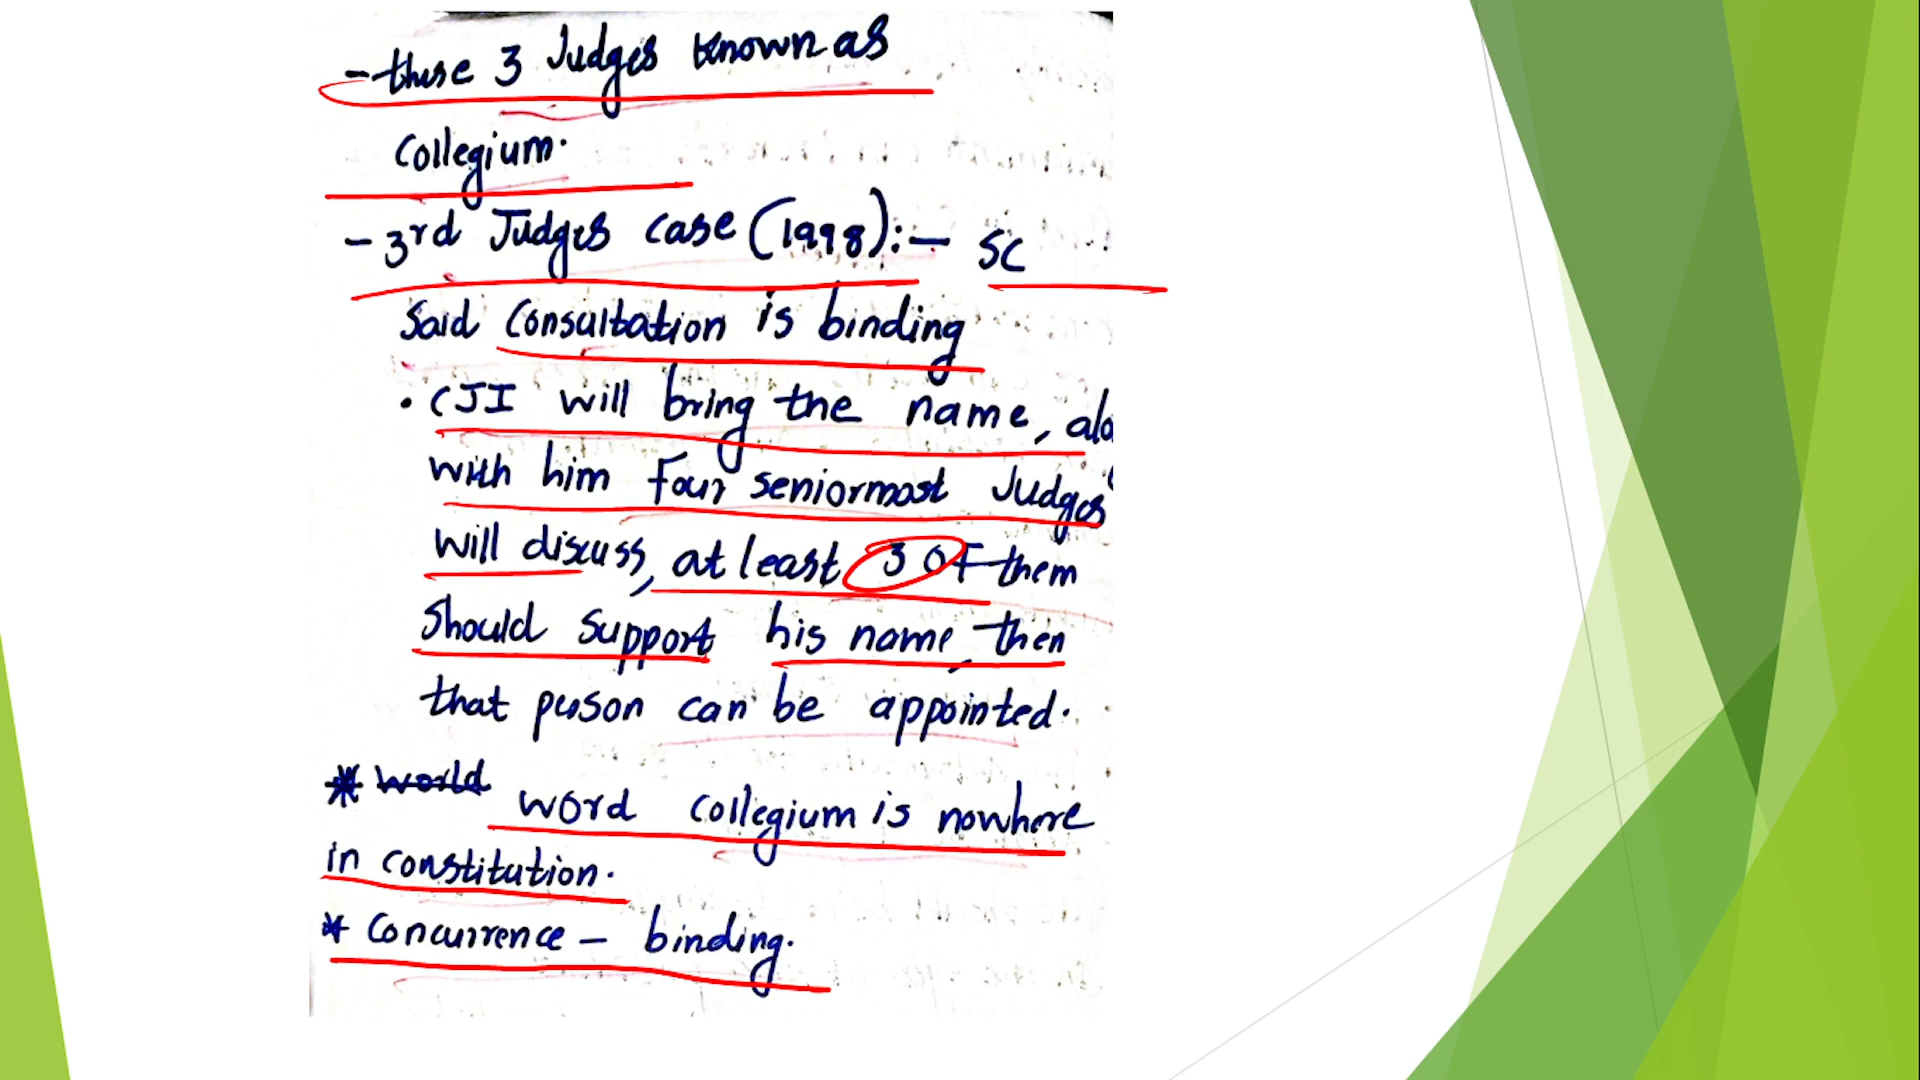 - these 3 Judges known as
Collegium.
- 3rd Judges case (1998):- SC
Said Consultation is binding
• CJI will bring the name, alo
with him Four seniormost Judges
will discuss, at least 3 OF them
Should support his name, then
that person can be appointed.
* world word collegium is nowhere
in constitution.
* Concurrence - binding.